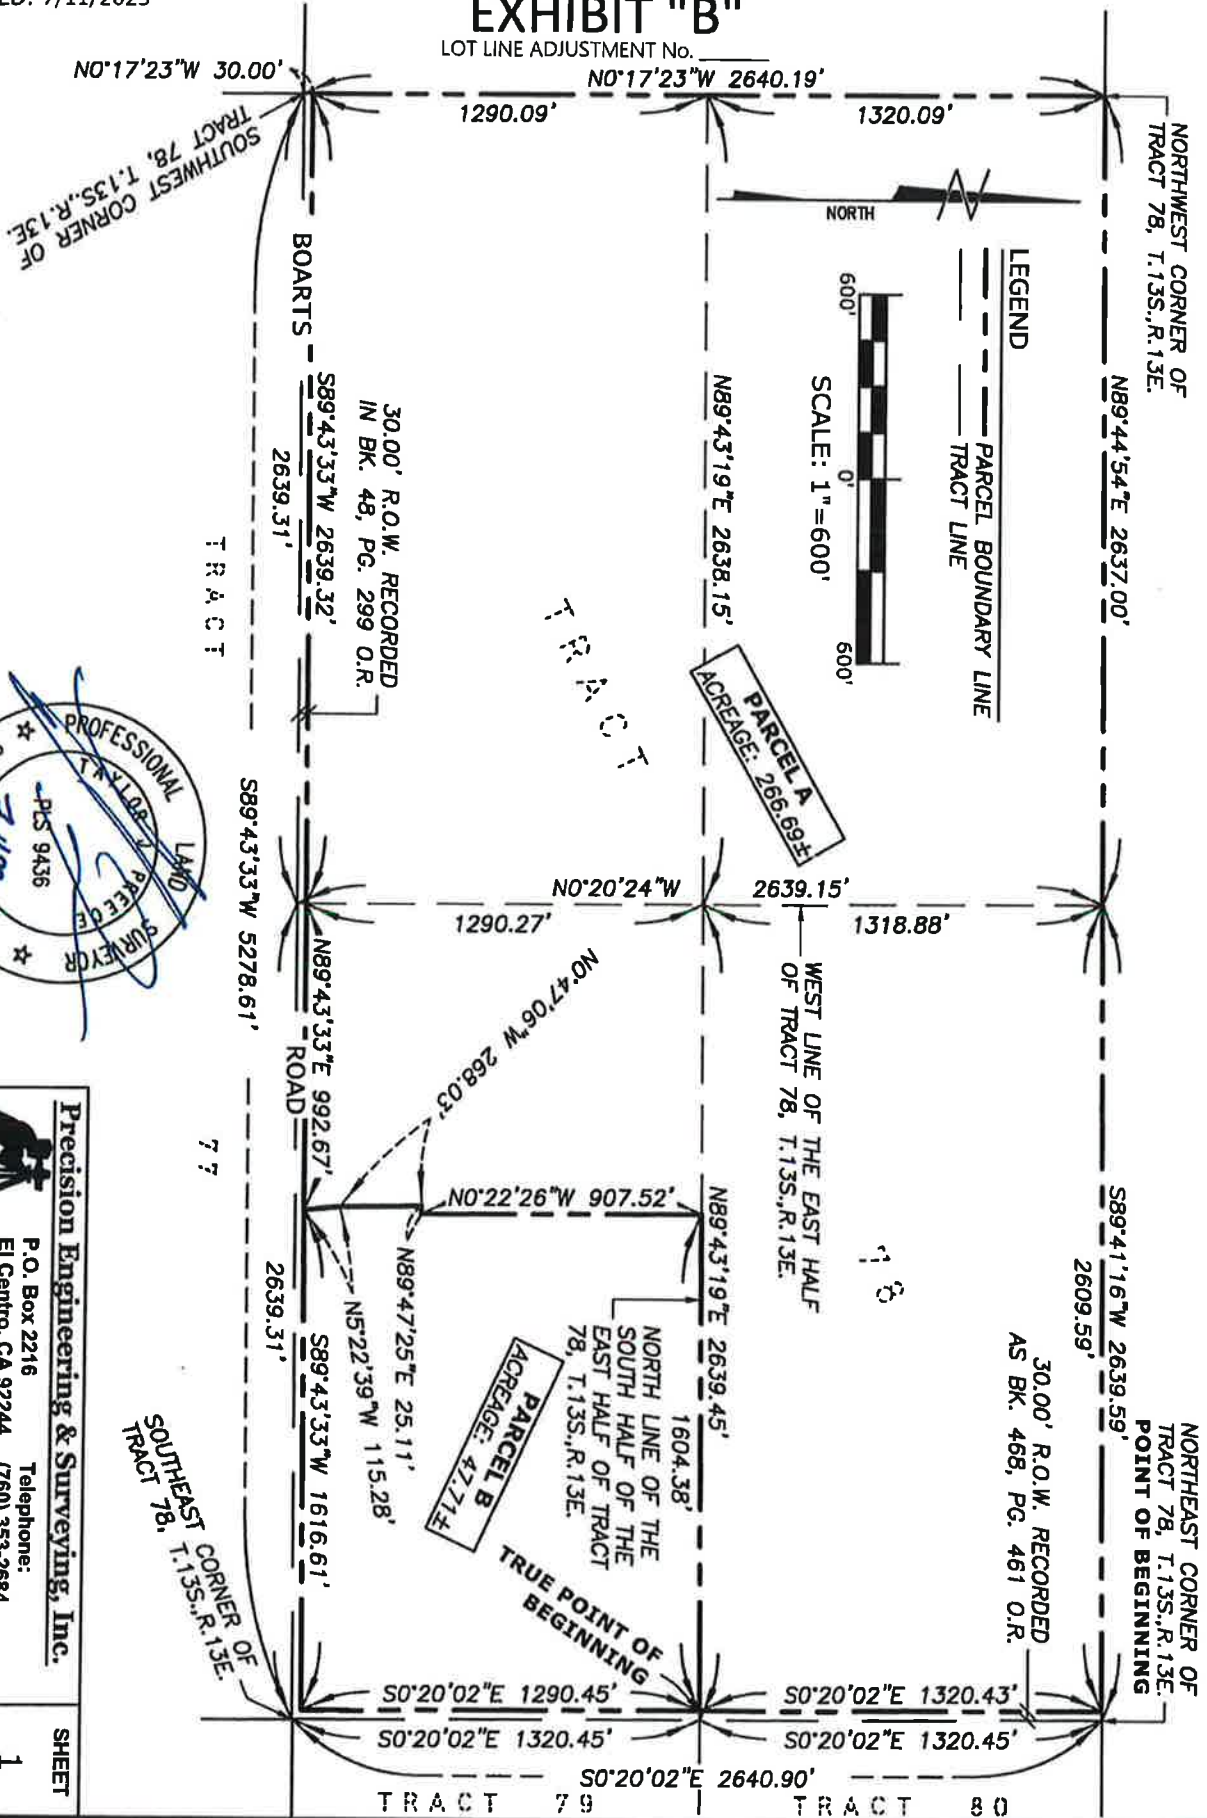 7/11/2023
EXHIBIT "B"
LOT LINE ADJUSTMENT No.
N0°17'23"W 30.00'
N0°17'23"W 2640.19'
1290.09'
1320.09'
SOUTHWEST CORNER OF
TRACT 78, T.13S.,R.13E.
NORTHWEST CORNER OF
TRACT 78, T.13S.,R.13E.
NORTH
LEGEND
PARCEL BOUNDARY LINE
TRACT LINE
600'
0'
600'
SCALE: 1"=600'
N89°44'54"E 2637.00'
N89°43'19"E 2638.15'
BOARTS
S89°43'33"W 2639.32'
2639.31'
30.00' R.O.W. RECORDED
IN BK. 48, PG. 299 O.R.
TRACT
TRACT
PARCEL A
ACREAGE: 266.69±
S89°43'33"W 5278.61'
N0°20'24"W 2639.15'
1290.27'
1318.88'
WEST LINE OF THE EAST HALF
OF TRACT 78, T.13S.,R.13E.
N0°47'06"W 268.03'
N89°43'33"E 992.67'
ROAD
77
78
N0°22'26"W 907.52'
N89°47'25"E 25.11'
N5°22'39"W 115.28'
N89°43'19"E 2639.45'
1604.38'
NORTH LINE OF THE
SOUTH HALF OF THE
EAST HALF OF TRACT
78, T.13S.,R.13E.
PARCEL B
ACREAGE: 47.71±
S89°41'16"W 2639.59'
2609.59'
30.00' R.O.W. RECORDED
AS BK. 468, PG. 461 O.R.
NORTHEAST CORNER OF
TRACT 78, T.13S.,R.13E.
POINT OF BEGINNING
TRUE POINT OF
BEGINNING
2639.31'
S89°43'33"W 1616.61'
SOUTHEAST CORNER OF
TRACT 78, T.13S.,R.13E.
S0°20'02"E 1290.45'
S0°20'02"E 1320.43'
S0°20'02"E 1320.45'
S0°20'02"E 1320.45'
S0°20'02"E 2640.90'
TRACT 79
TRACT 80
PROFESSIONAL LAND SURVEYOR
TAYLOR J PREECE
PLS 9436
Precision Engineering & Surveying, Inc.
P.O. Box 2216
El Centro, CA 92244
Telephone:
(760) 353-2684
SHEET
1